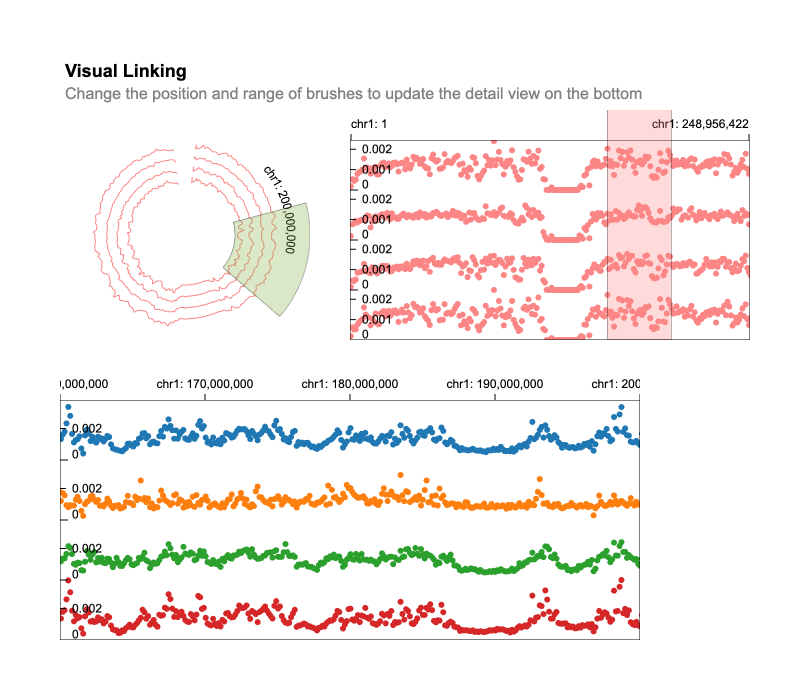 Visual Linking
Change the position and range of brushes to update the detail view on the bottom
chr1: 200,000,000
chr1: 1
chr1: 248,956,422
0.002
0.001
0
0.002
0.001
0
0.002
0.001
0
0.002
0.001
0
0,000,000
chr1: 170,000,000
chr1: 180,000,000
chr1: 190,000,000
chr1: 200
0.002
0
0.002
0
0.002
0
0.002
0